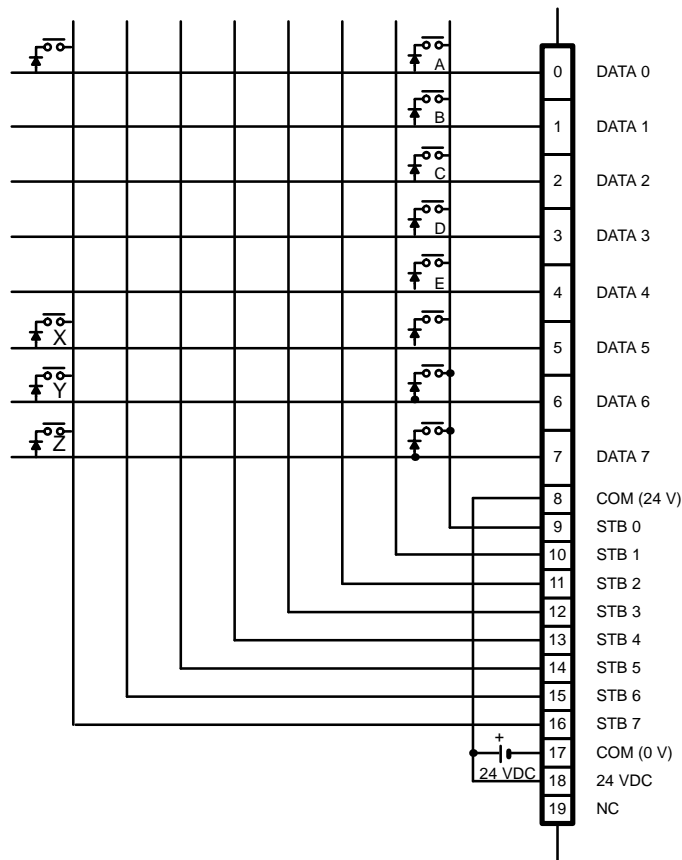 A
0 DATA 0
B
1 DATA 1
C
2 DATA 2
D
3 DATA 3
E
4 DATA 4
X
5 DATA 5
Y
6 DATA 6
Z
7 DATA 7
8 COM (24 V)
9 STB 0
10 STB 1
11 STB 2
12 STB 3
13 STB 4
14 STB 5
15 STB 6
16 STB 7
+
17 COM (0 V)
24 VDC
18 24 VDC
19 NC